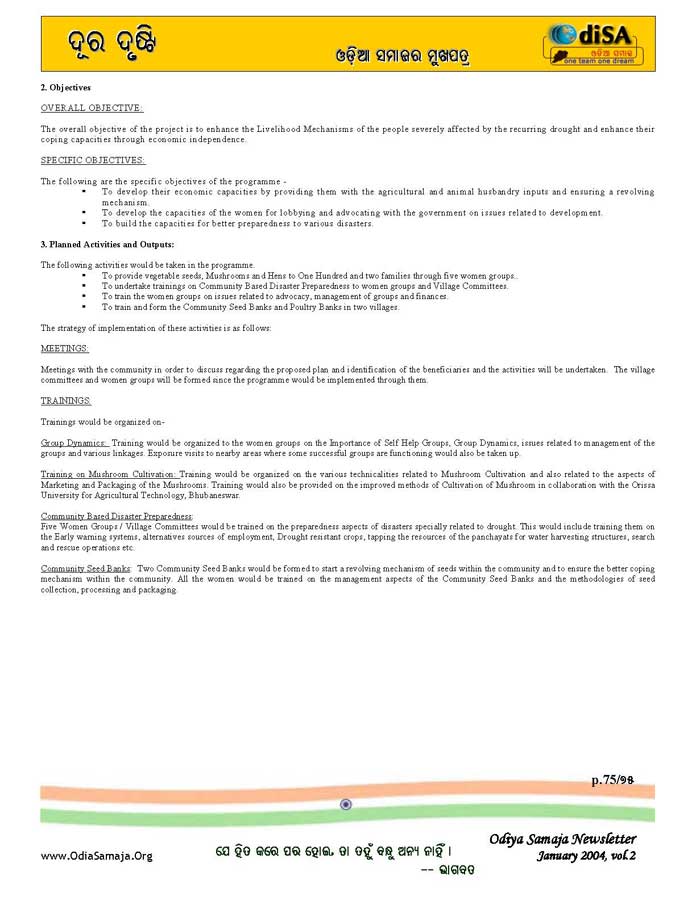 ଦୂର ଦୃଷ୍ଟି
ଓଡ଼ିଆ ସମାଜର ମୁଖପତ୍ର
diSA
ଓଡ଼ିଆ ସମାଜ
one team one dream
2. Objectives
OVERALL OBJECTIVE:
The overall objective of the project is to enhance the Livelihood Mechanisms of the people severely affected by the recurring drought and enhance their
coping capacities through economic independence.
SPECIFIC OBJECTIVES:
The following are the specific objectives of the programme -
▪ To develop their economic capacities by providing them with the agricultural and animal husbandry inputs and ensuring a revolving
mechanism.
▪ To develop the capacities of the women for lobbying and advocating with the government on issues related to development.
▪ To build the capacities for better preparedness to various disasters.
3. Planned Activities and Outputs:
The following activities would be taken in the programme.
▪ To provide vegetable seeds, Mushrooms and Hens to One Hundred and two families through five women groups..
▪ To undertake trainings on Community Based Disaster Preparedness to women groups and Village Committees.
▪ To train the women groups on issues related to advocacy, management of groups and finances.
▪ To train and form the Community Seed Banks and Poultry Banks in two villages.
The strategy of implementation of these activities is as follows:
MEETINGS:
Meetings with the community in order to discuss regarding the proposed plan and identification of the beneficiaries and the activities will be undertaken. The village
committees and women groups will be formed since the programme would be implemented through them.
TRAININGS:
Trainings would be organized on-
Group Dynamics: Training would be organized to the women groups on the Importance of Self Help Groups, Group Dynamics, issues related to management of the
groups and various linkages. Exposure visits to nearby areas where some successful groups are functioning would also be taken up.
Training on Mushroom Cultivation: Training would be organized on the various technicalities related to Mushroom Cultivation and also related to the aspects of
Marketing and Packaging of the Mushrooms. Training would also be provided on the improved methods of Cultivation of Mushroom in collaboration with the Orissa
University for Agricultural Technology, Bhubaneswar.
Community Based Disaster Preparedness:
Five Women Groups / Village Committees would be trained on the preparedness aspects of disasters specially related to drought. This would include training them on
the Early warning systems, alternatives sources of employment, Drought resistant crops, tapping the resources of the panchayats for water harvesting structures, search
and rescue operations etc.
Community Seed Banks: Two Community Seed Banks would be formed to start a revolving mechanism of seeds within the community and to ensure the better coping
mechanism within the community. All the women would be trained on the management aspects of the Community Seed Banks and the methodologies of seed
collection, processing and packaging.
p.75/
Odiya Samaja Newsletter
www.OdiaSamaja.Org
ଯେ ହିତ କରେ ପର ହୋଇ, ତା ତହୁଁ ବନ୍ଧୁ ଅନ୍ୟ ନାହିଁ ।
January 2004, vol.2
-- ଭାଗବତ